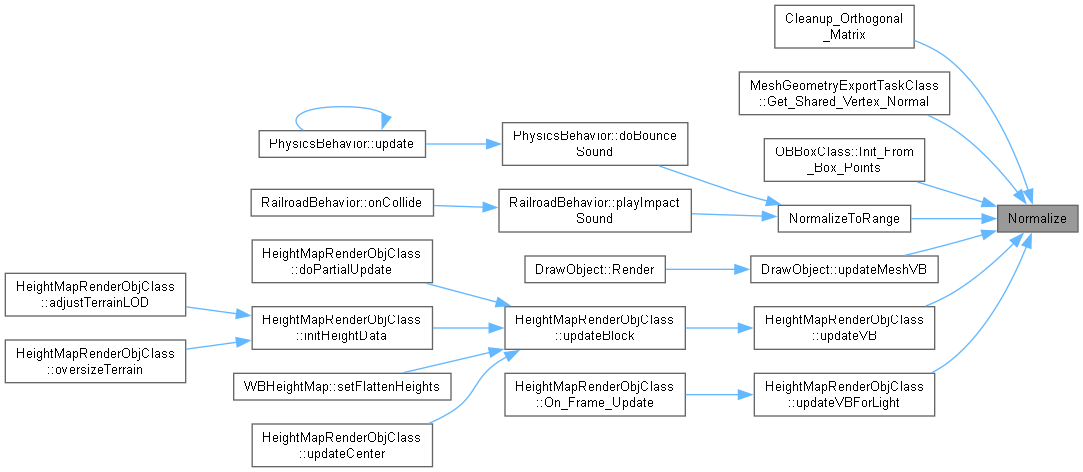 Cleanup_Orthogonal
_Matrix
MeshGeometryExportTaskClass
::Get_Shared_Vertex_Normal
PhysicsBehavior::update
PhysicsBehavior::doBounce
Sound
OBBoxClass::Init_From
_Box_Points
RailroadBehavior::onCollide
RailroadBehavior::playImpact
Sound
NormalizeToRange
Normalize
HeightMapRenderObjClass
::doPartialUpdate
DrawObject::Render
DrawObject::updateMeshVB
HeightMapRenderObjClass
::adjustTerrainLOD
HeightMapRenderObjClass
::initHeightData
HeightMapRenderObjClass
::updateBlock
HeightMapRenderObjClass
::updateVB
HeightMapRenderObjClass
::oversizeTerrain
WBHeightMap::setFlattenHeights
HeightMapRenderObjClass
::On_Frame_Update
HeightMapRenderObjClass
::updateVBForLight
HeightMapRenderObjClass
::updateCenter